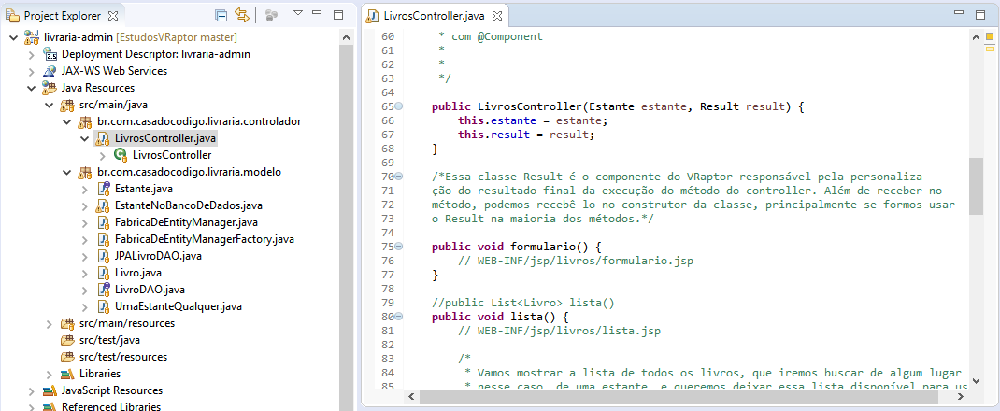 Project Explorer
livraria-admin [EstudosVRaptor master]
Deployment Descriptor: livraria-admin
JAX-WS Web Services
Java Resources
src/main/java
br.com.casadocodigo.livraria.controlador
LivrosController.java
LivrosController
br.com.casadocodigo.livraria.modelo
Estante.java
EstanteNoBancoDeDados.java
FabricaDeEntityManager.java
FabricaDeEntityManagerFactory.java
JPALivroDAO.java
Livro.java
LivroDAO.java
UmaEstanteQualquer.java
src/main/resources
src/test/java
src/test/resources
Libraries
JavaScript Resources
Referenced Libraries
LivrosController.java
60 * com @Component
61 *
62 *
63 */
64
65 public LivrosController(Estante estante, Result result) {
66 this.estante = estante;
67 this.result = result;
68 }
69
70 /*Essa classe Result é o componente do VRaptor responsável pela personaliza-
71 ção do resultado final da execução do método do controller. Além de receber no
72 método, podemos recebê-lo no construtor da classe, principalmente se formos usar
73 o Result na maioria dos métodos.*/
74
75 public void formulario() {
76 // WEB-INF/jsp/livros/formulario.jsp
77 }
78
79 //public List<Livro> lista()
80 public void lista() {
81 // WEB-INF/jsp/livros/lista.jsp
82
83 /*
84 * Vamos mostrar a lista de todos os livros, que iremos buscar de algum lugar
85 * nesse caso, de uma estante, e queremos deixar essa lista disponível para us